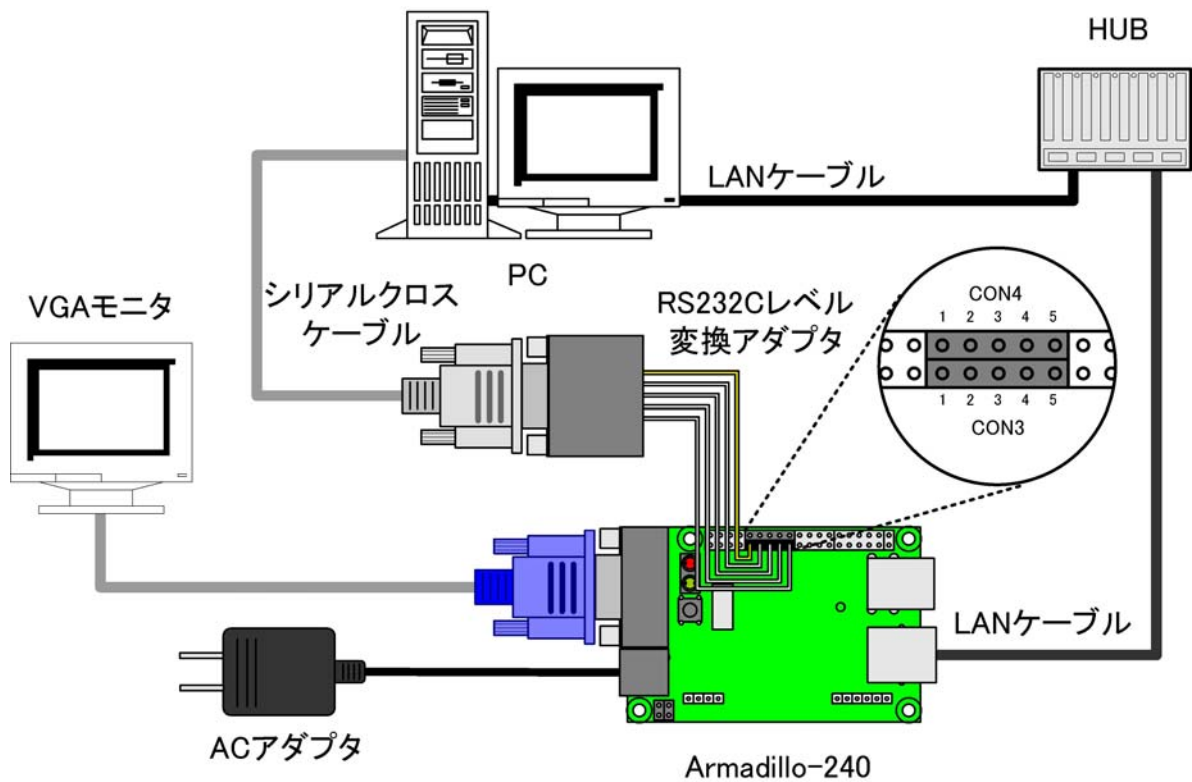 HUB
LANケーブル
PC
VGAモニタ
シリアルクロス
ケーブル
RS232Cレベル
変換アダプタ
CON4
1 2 3 4 5
1 2 3 4 5
CON3
LANケーブル
ACアダプタ
Armadillo-240